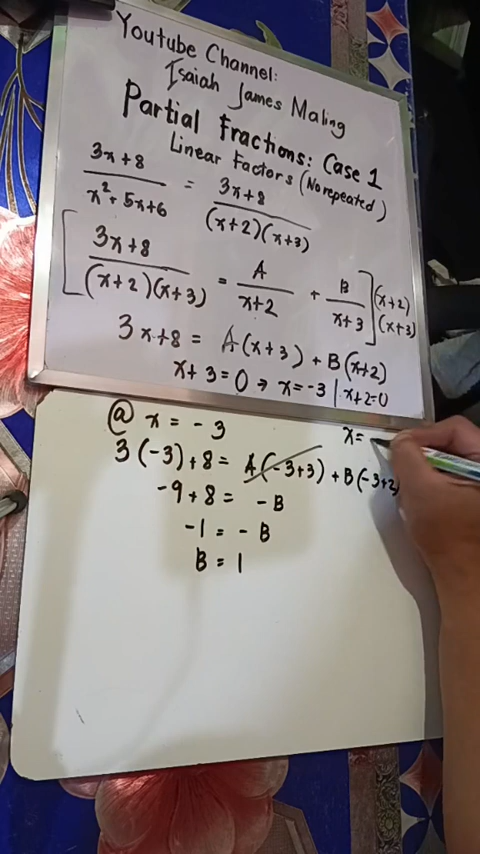 Youtube Channel:
Isaiah James Maling
Partial Fractions: Case 1
Linear Factors (No repeated)
3x+8 / x²+5x+6 = 3x+8 / (x+2)(x+3)
[ 3x+8 / (x+2)(x+3) = A / x+2 + B / x+3 ] (x+2)(x+3)
3x+8 = A(x+3) + B(x+2)
x+3=0 → x=-3 | x+2=0
x= -
@ x = -3
3(-3)+8 = A(-3+3) + B(-3+2)
-9+8 = -B
-1 = -B
B = 1